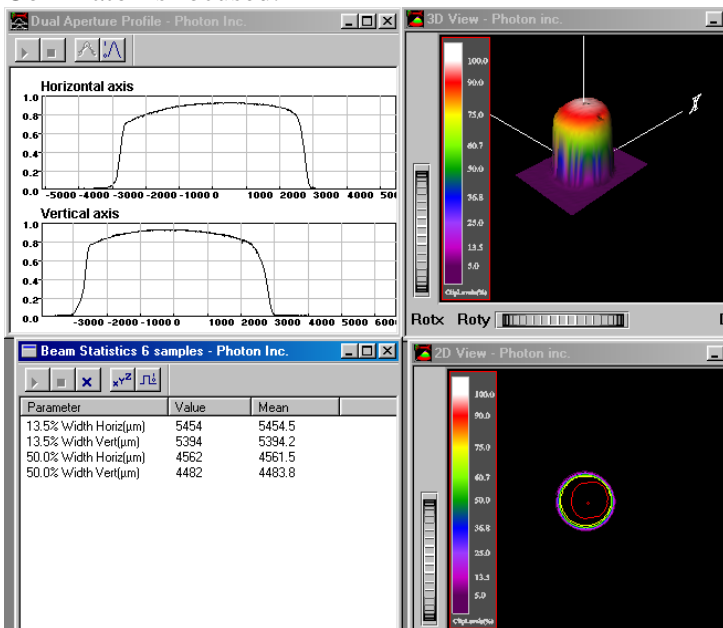 Dual Aperture Profile - Photon Inc.
Horizontal axis
1.0
0.8
0.6
0.4
0.2
0.0
-5000 -4000 -3000 -2000 -1000 0 1000 2000 3000 4000 500
Vertical axis
1.0
0.8
0.6
0.4
0.2
0.0
-3000 -2000 -1000 0 1000 2000 3000 4000 5000 600
3D View - Photon inc.
100.0
90.0
75.0
60.7
50.0
36.8
25.0
13.5
5.0
ClipLevels(%)
Rotx Roty
Beam Statistics 6 samples - Photon Inc.
Parameter Value Mean
13.5% Width Horiz(µm) 5454 5454.5
13.5% Width Vert(µm) 5394 5394.2
50.0% Width Horiz(µm) 4562 4561.5
50.0% Width Vert(µm) 4482 4483.8
2D View - Photon inc.
100.0
90.0
75.0
60.7
50.0
36.8
25.0
13.5
5.0
ClipLevels(%)